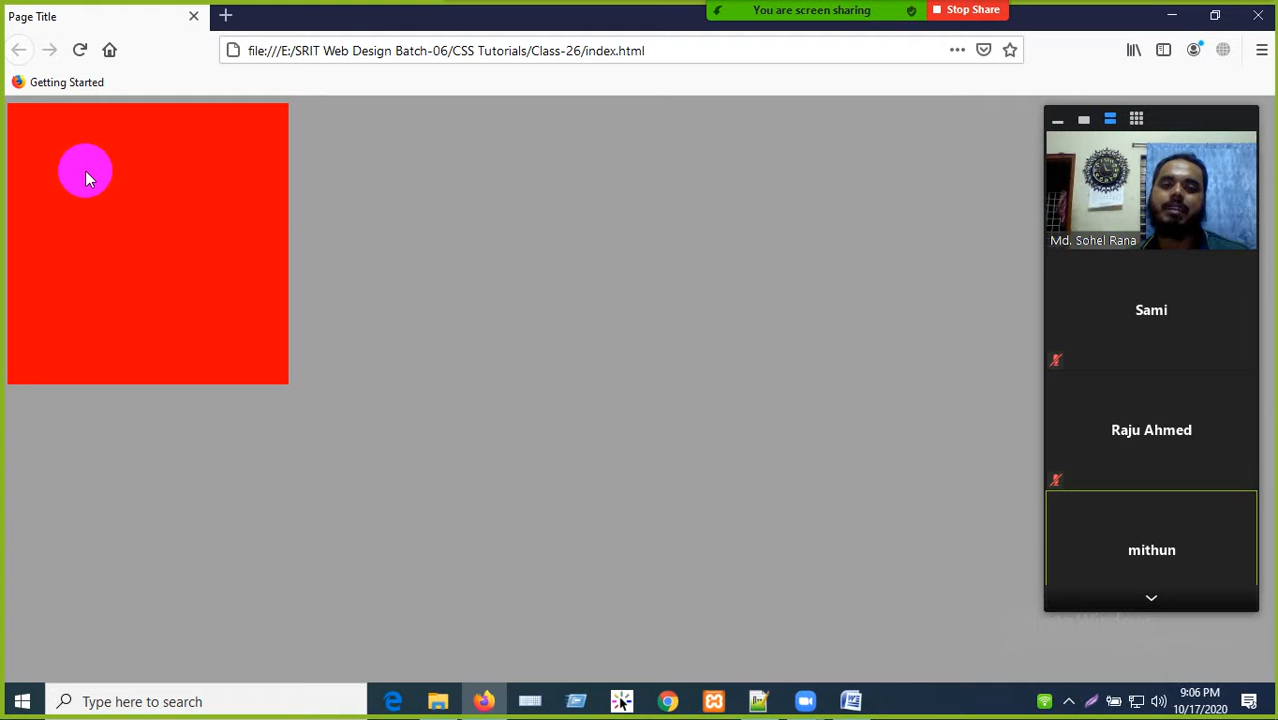 Page Title
You are screen sharing
Stop Share
file:///E:/SRIT Web Design Batch-06/CSS Tutorials/Class-26/index.html
Getting Started
Md. Sohel Rana
Sami
Raju Ahmed
mithun
Type here to search
9:06 PM
10/17/2020